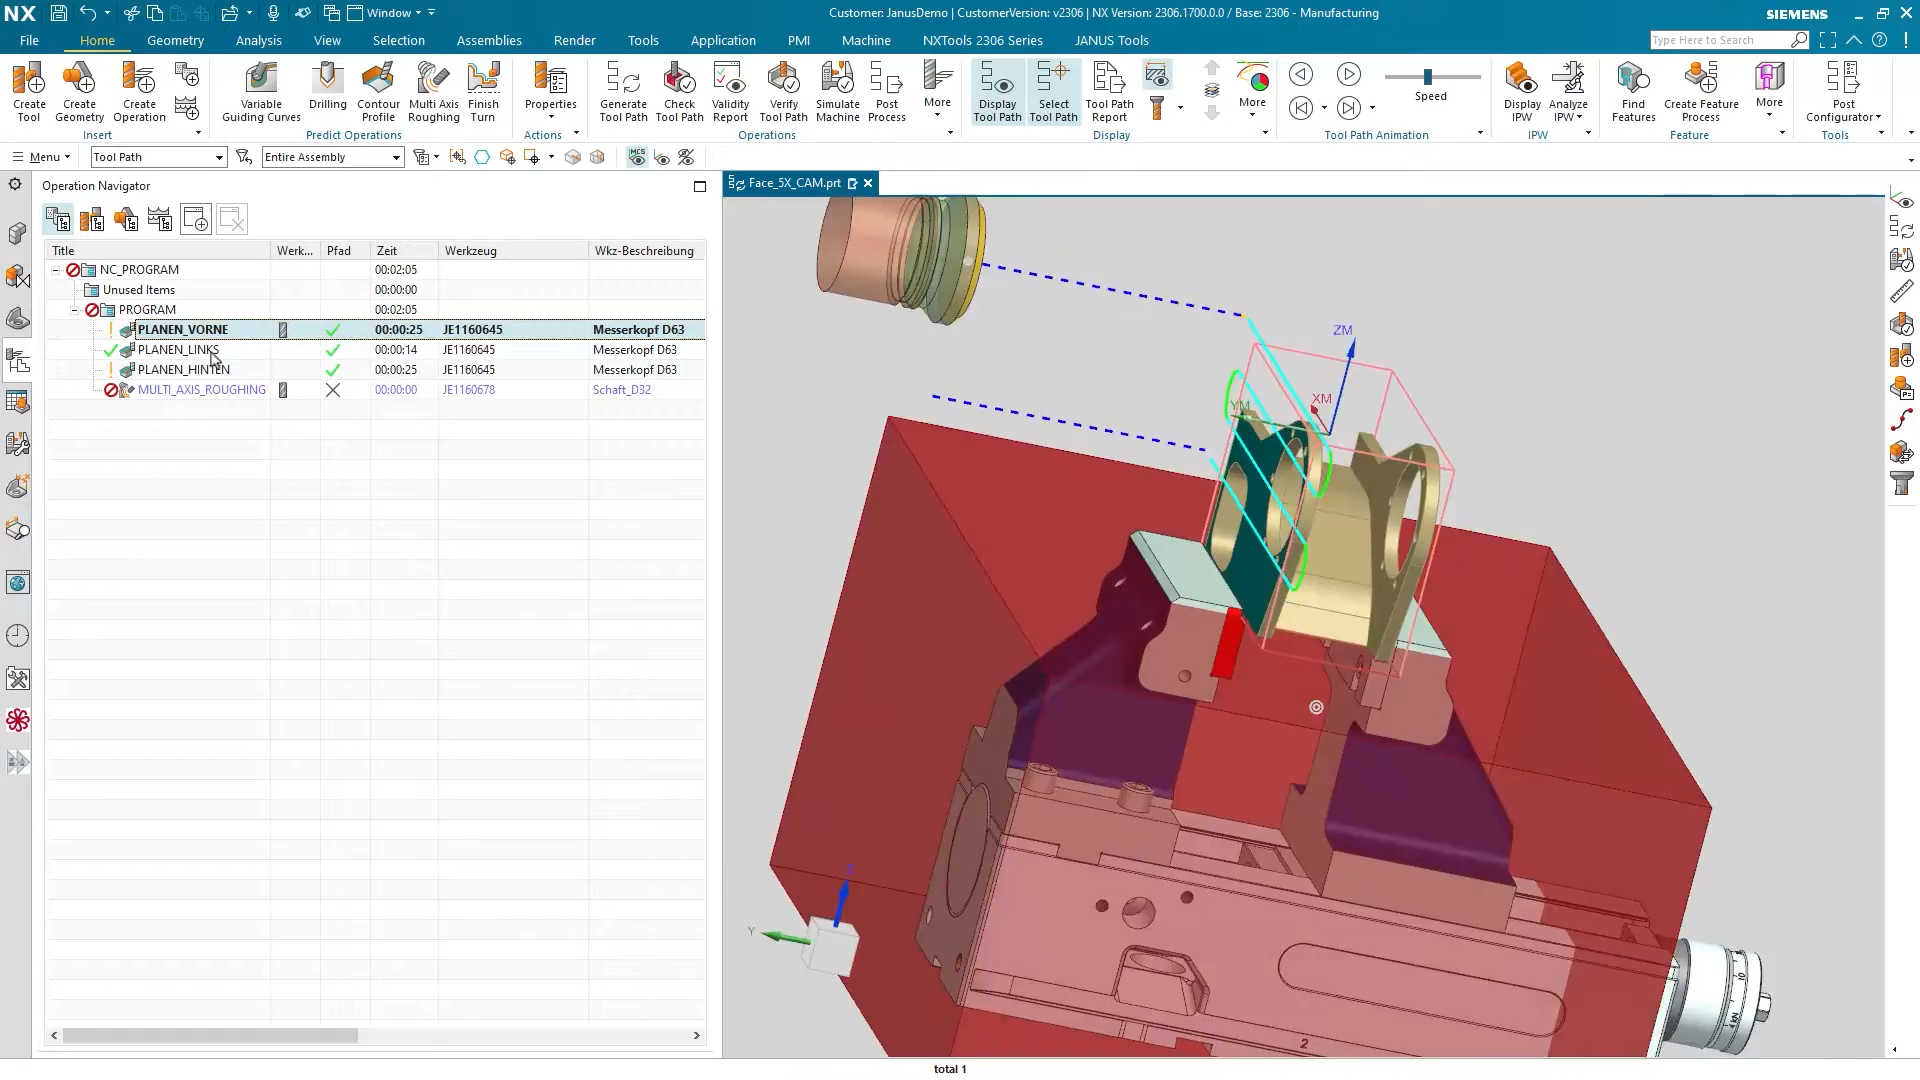 NX Window Customer: JanusDemo | CustomerVersion: v2306 | NX Version: 2306.1700.0.0 / Base: 2306 - Manufacturing SIEMENS
File Home Geometry Analysis View Selection Assemblies Render Tools Application PMI Machine NXTools 2306 Series JANUS Tools Type Here to Search
Create Tool
Create Geometry
Create Operation
Insert
Variable Guiding Curves
Drilling
Contour Profile
Multi Axis Roughing
Finish Turn
Predict Operations
Properties
Actions
Generate Tool Path
Check Tool Path
Validity Report
Verify Tool Path
Simulate Machine
Post Process
More
Operations
Display Tool Path
Select Tool Path
Tool Path Report
More
Display
Speed
Tool Path Animation
Display IPW
Analyze IPW
IPW
Find Features
Create Feature Process
More
Feature
Post Configurator
Tools
Menu Tool Path Entire Assembly MCS
Operation Navigator
Face_5X_CAM.prt
Title Werk... Pfad Zeit Werkzeug Wkz-Beschreibung
NC_PROGRAM 00:02:05
Unused Items 00:00:00
PROGRAM 00:02:05
PLANEN_VORNE 00:00:25 JE1160645 Messerkopf D63
PLANEN_LINKS 00:00:14 JE1160645 Messerkopf D63
PLANEN_HINTEN 00:00:25 JE1160645 Messerkopf D63
MULTI_AXIS_ROUGHING 00:00:00 JE1160678 Schaft_D32
ZM
XM
YM
Y
2
total 1